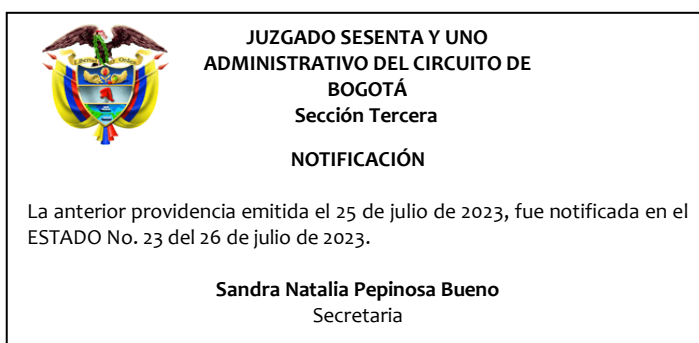 JUZGADO SESENTA Y UNO
ADMINISTRATIVO DEL CIRCUITO DE
BOGOTÁ
Sección Tercera
NOTIFICACIÓN
La anterior providencia emitida el 25 de julio de 2023, fue notificada en el
ESTADO No. 23 del 26 de julio de 2023.
Sandra Natalia Pepinosa Bueno
Secretaria